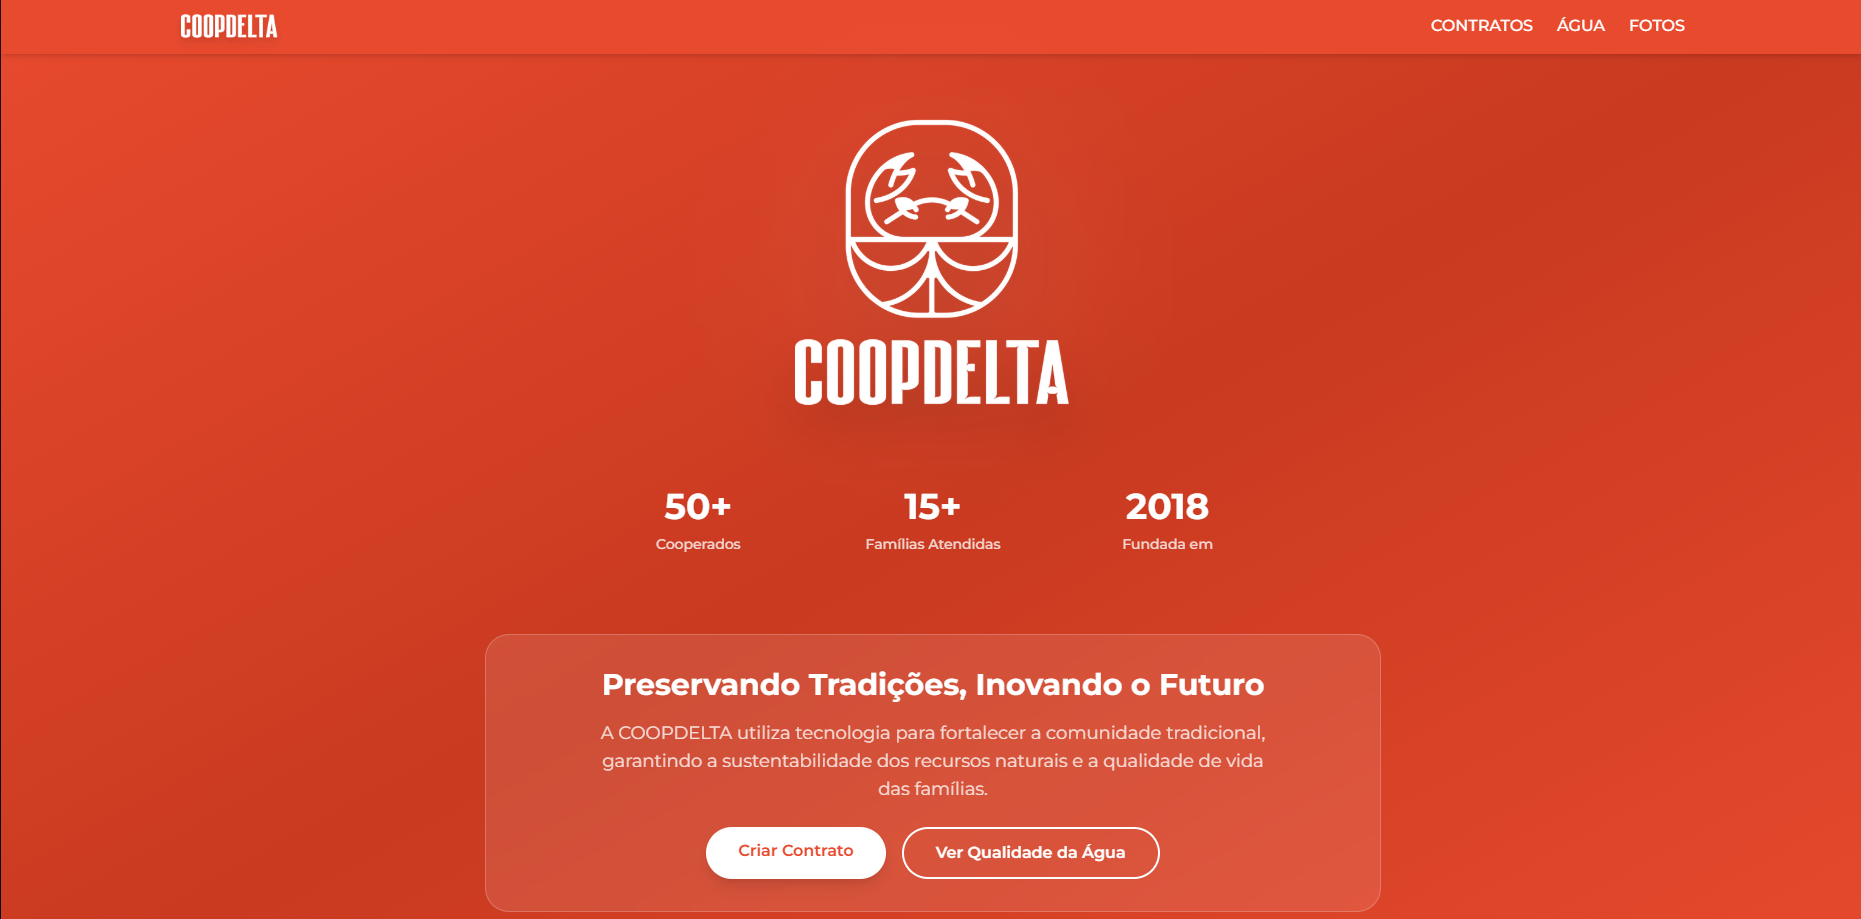 COOPDELTA
CONTRATOS ÁGUA FOTOS
COOPDELTA
50+ 15+ 2018
Cooperados Famílias Atendidas Fundada em
Preservando Tradições, Inovando o Futuro
A COOPDELTA utiliza tecnologia para fortalecer a comunidade tradicional,
garantindo a sustentabilidade dos recursos naturais e a qualidade de vida
das famílias.
Criar Contrato Ver Qualidade da Água